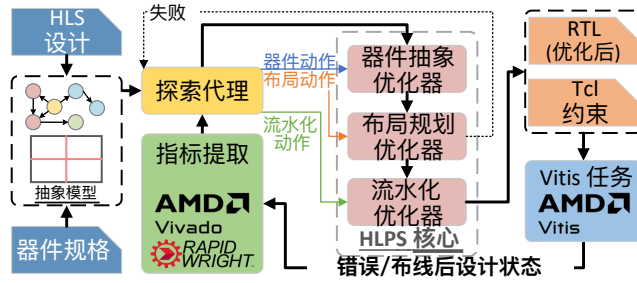 HLS
设计
失败
RTL
(优化后)
器件动作
布局动作
器件抽象
优化器
探索代理
Tcl
约束
流水化
动作
布局规划
优化器
指标提取
抽象模型
AMD
Vivado
RAPID
WRIGHT
流水化
优化器
Vitis 任务
AMD
Vitis
HLPS 核心
器件规格
错误/布线后设计状态